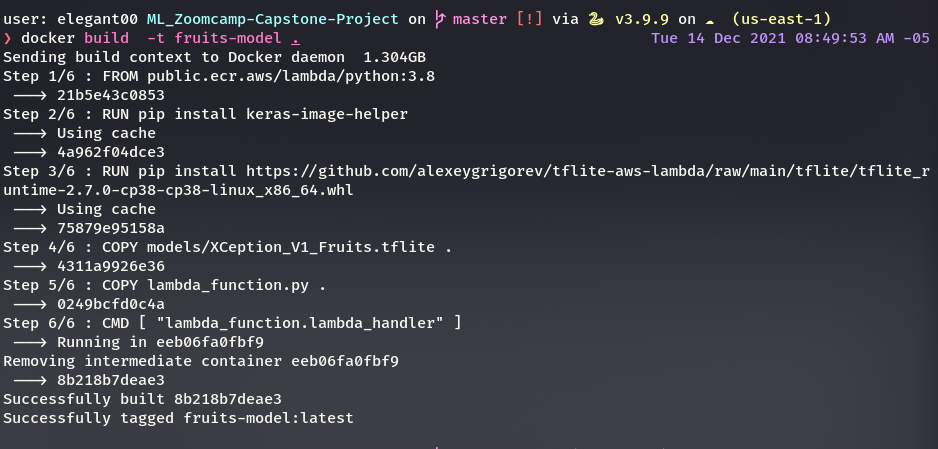 user: elegant00 ML_Zoomcamp-Capstone-Project on master [!] via 🐍 v3.9.9 on ☁ (us-east-1)
❯ docker build  -t fruits-model . Tue 14 Dec 2021 08:49:53 AM -05
Sending build context to Docker daemon  1.304GB
Step 1/6 : FROM public.ecr.aws/lambda/python:3.8
 ---> 21b5e43c0853
Step 2/6 : RUN pip install keras-image-helper
 ---> Using cache
 ---> 4a962f04dce3
Step 3/6 : RUN pip install https://github.com/alexeygrigorev/tflite-aws-lambda/raw/main/tflite/tflite_r
untime-2.7.0-cp38-cp38-linux_x86_64.whl
 ---> Using cache
 ---> 75879e95158a
Step 4/6 : COPY models/XCeption_V1_Fruits.tflite .
 ---> 4311a9926e36
Step 5/6 : COPY lambda_function.py .
 ---> 0249bcfd0c4a
Step 6/6 : CMD [ "lambda_function.lambda_handler" ]
 ---> Running in eeb06fa0fbf9
Removing intermediate container eeb06fa0fbf9
 ---> 8b218b7deae3
Successfully built 8b218b7deae3
Successfully tagged fruits-model:latest